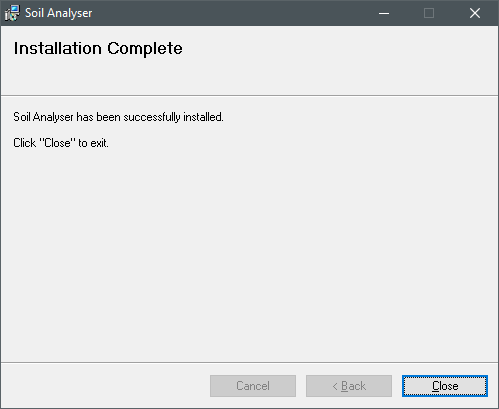 Soil Analyser
Installation Complete
Soil Analyser has been successfully installed.
Click "Close" to exit.
Cancel
< Back
Close